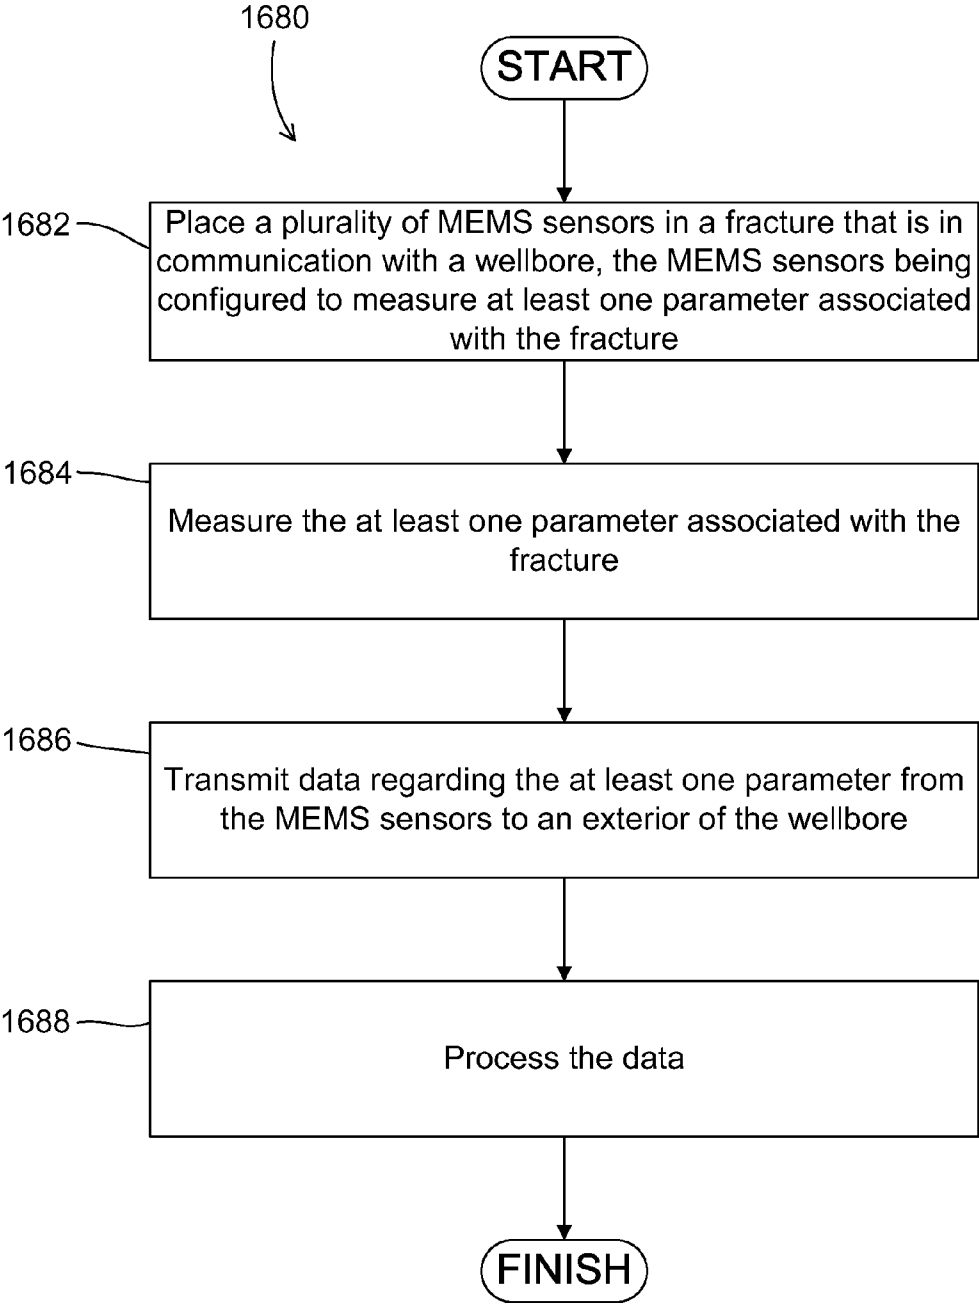 1680
START
1682
Place a plurality of MEMS sensors in a fracture that is in
communication with a wellbore, the MEMS sensors being
configured to measure at least one parameter associated
with the fracture
1684
Measure the at least one parameter associated with the
fracture
1686
Transmit data regarding the at least one parameter from
the MEMS sensors to an exterior of the wellbore
1688
Process the data
FINISH